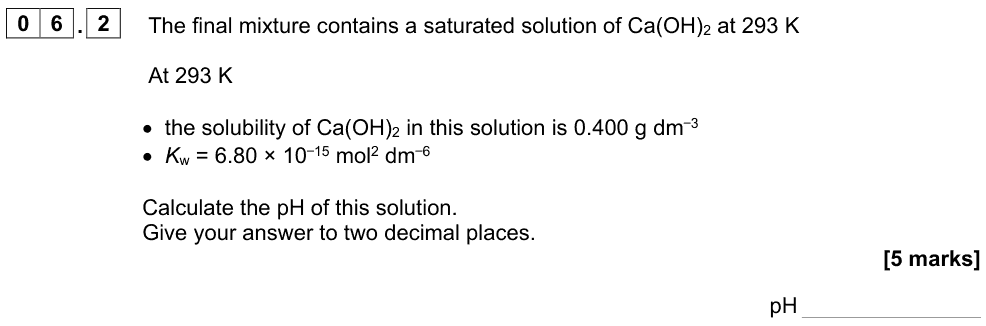 0 6 . 2 The final mixture contains a saturated solution of Ca(OH)₂ at 293 K
At 293 K
• the solubility of Ca(OH)₂ in this solution is 0.400 g dm⁻³
• Kw = 6.80 × 10⁻¹⁵ mol² dm⁻⁶
Calculate the pH of this solution.
Give your answer to two decimal places.
[5 marks]
pH